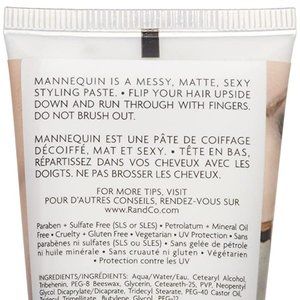 MANNEQUIN IS A MESSY, MATTE, SEXY
STYLING PASTE. • FLIP YOUR HAIR UPSIDE
DOWN AND RUN THROUGH WITH FINGERS.
DO NOT BRUSH OUT.
MANNEQUIN EST UNE PÂTE DE COIFFAGE
DÉCOIFFÉ, MAT ET SEXY. • TÊTE EN BAS,
RÉPARTISSEZ DANS VOS CHEVEUX AVEC LES
DOIGTS. NE PAS BROSSER LES CHEVEUX.
FOR MORE TIPS, VISIT
POUR D'AUTRES CONSEILS, RENDEZ-VOUS
www.RandCo.com
Paraben + Sulfate Free (SLS or SLES) • Petrolatum + Mineral Oil
Free • Cruelty + Gluten Free • Vegetarian • UV Protection • Sans
parabens ni sulfates (SLS ou SLES) • Sans gelée de pétrole
ni huile minérale • Sans cruauté ni gluten • Végétarien
• Protection contre les UV
INGREDIENTS/INGRÉDIENTS: Aqua/Water/Eau, Cetearyl Alcohol,
Tribehenin, PEG-8 Beeswax, Glycerin, Ceteareth-25, PVP, Neopentyl
Glycol Dicaprylate/Dicaprate, Tridecyl Stearate, PEG-40 Castor Oil,
Tridecyl Trimellitate, Butylene Glycol,